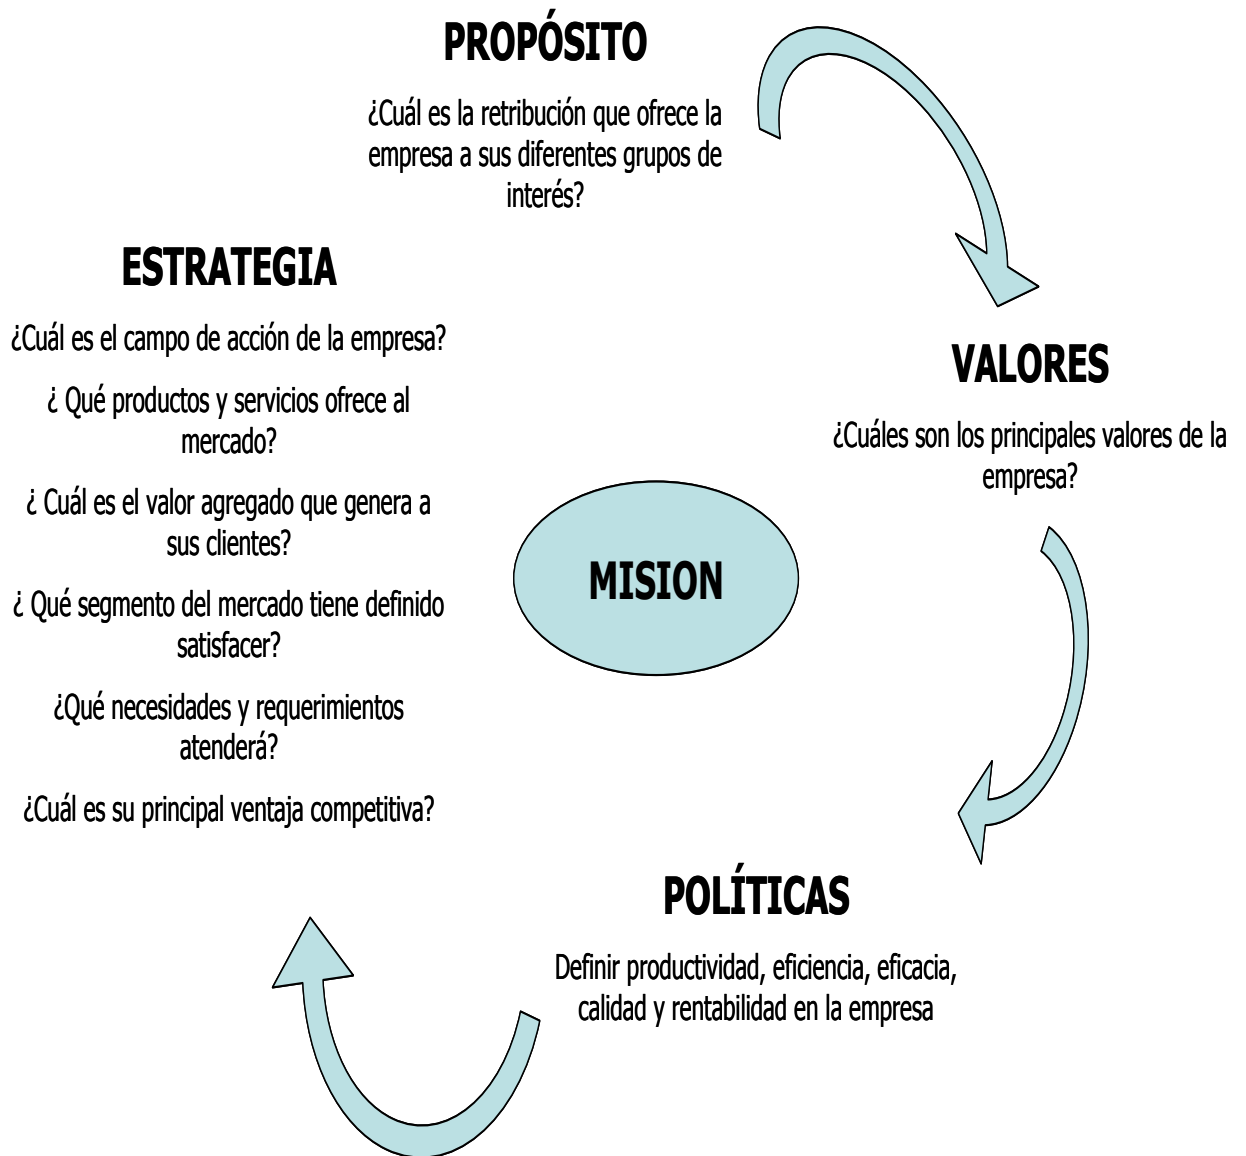 PROPÓSITO
¿Cuál es la retribución que ofrece la
empresa a sus diferentes grupos de
interés?
VALORES
¿Cuáles son los principales valores de la
empresa?
POLÍTICAS
Definir productividad, eficiencia, eficacia,
calidad y rentabilidad en la empresa
ESTRATEGIA
¿Cuál es el campo de acción de la empresa?
¿ Qué productos y servicios ofrece al
mercado?
¿ Cuál es el valor agregado que genera a
sus clientes?
¿ Qué segmento del mercado tiene definido
satisfacer?
¿Qué necesidades y requerimientos
atenderá?
¿Cuál es su principal ventaja competitiva?
MISION